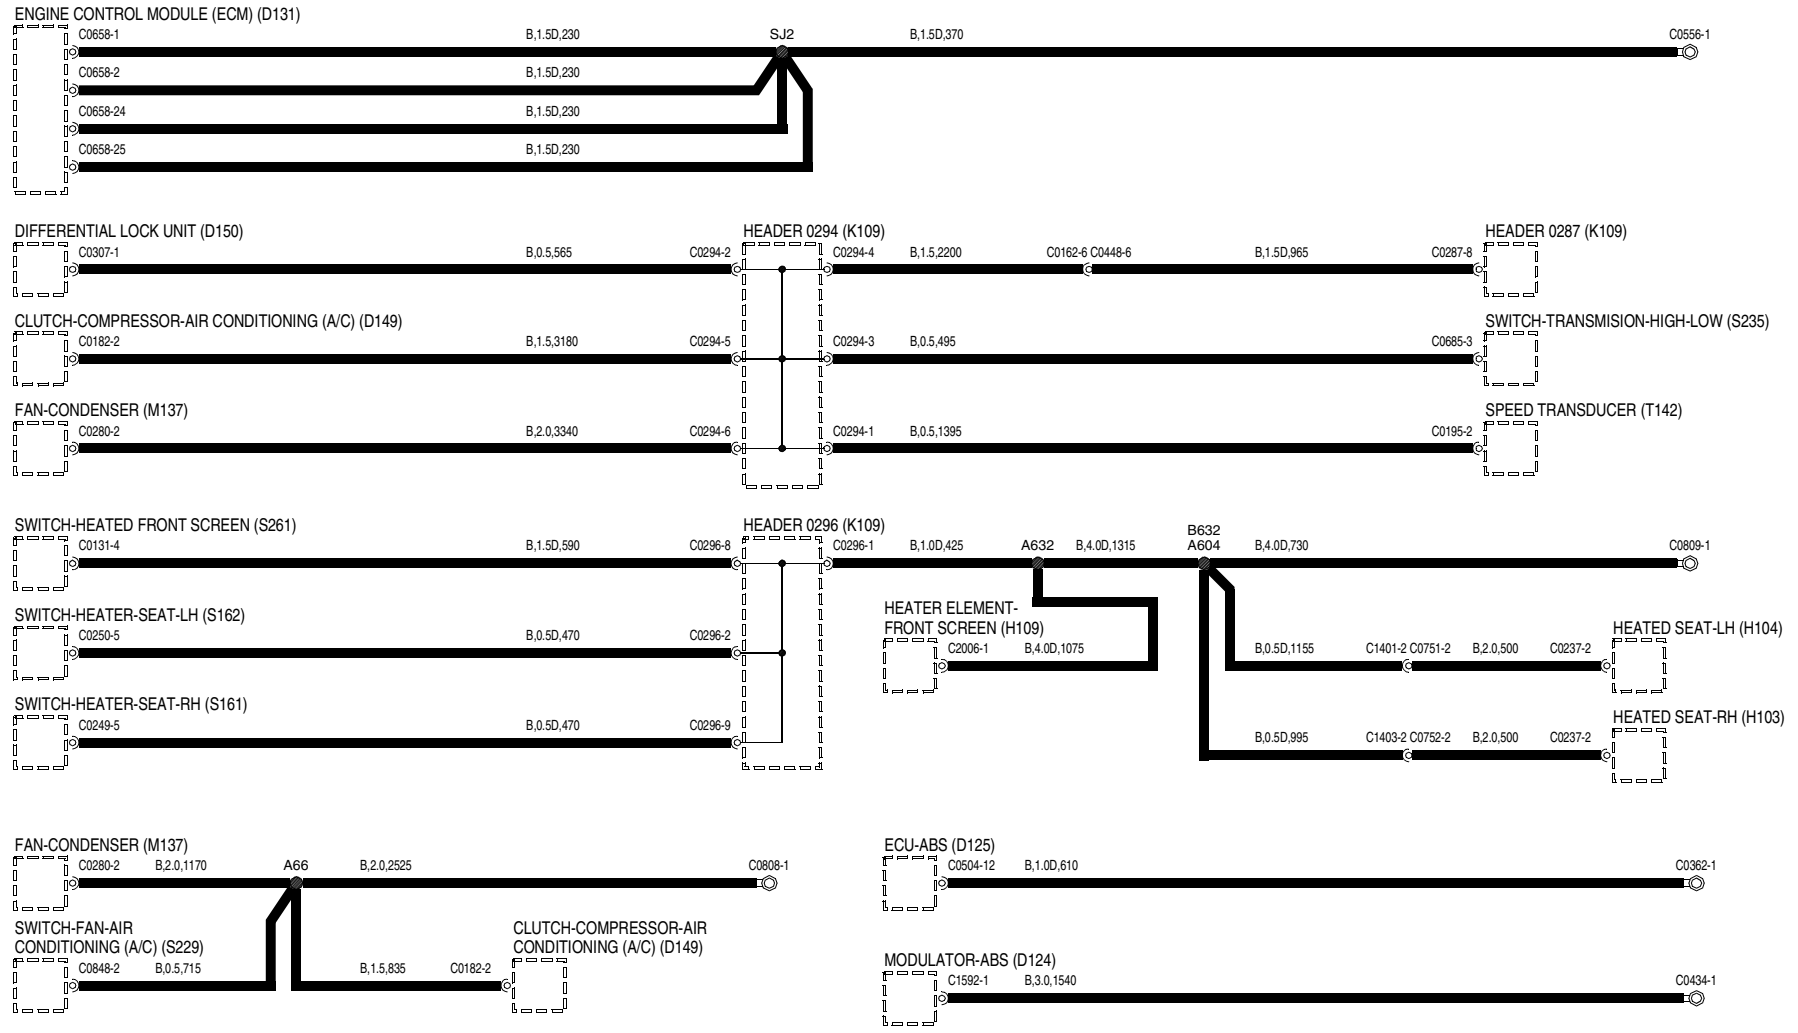 ENGINE CONTROL MODULE (ECM) (D131)
C0658-1 B,1.5D,230 SJ2 B,1.5D,370 C0556-1
C0658-2 B,1.5D,230
C0658-24 B,1.5D,230
C0658-25 B,1.5D,230
DIFFERENTIAL LOCK UNIT (D150) HEADER 0294 (K109) HEADER 0287 (K109)
C0307-1 B,0.5,565 C0294-2 C0294-4 B,1.5,2200 C0162-6 C0448-6 B,1.5D,965 C0287-8
CLUTCH-COMPRESSOR-AIR CONDITIONING (A/C) (D149) SWITCH-TRANSMISION-HIGH-LOW (S235)
C0182-2 B,1.5,3180 C0294-5 C0294-3 B,0.5,495 C0685-3
FAN-CONDENSER (M137) SPEED TRANSDUCER (T142)
C0280-2 B,2.0,3340 C0294-6 C0294-1 B,0.5,1395 C0195-2
SWITCH-HEATED FRONT SCREEN (S261) HEADER 0296 (K109) B632
C0131-4 B,1.5D,590 C0296-8 C0296-1 B,1.0D,425 A632 B,4.0D,1315 A604 B,4.0D,730 C0809-1
SWITCH-HEATER-SEAT-LH (S162) HEATER ELEMENT-
FRONT SCREEN (H109) HEATED SEAT-LH (H104)
C0250-5 B,0.5D,470 C0296-2 C2006-1 B,4.0D,1075 B,0.5D,1155 C1401-2 C0751-2 B,2.0,500 C0237-2
SWITCH-HEATER-SEAT-RH (S161) HEATED SEAT-RH (H103)
C0249-5 B,0.5D,470 C0296-9 B,0.5D,995 C1403-2 C0752-2 B,2.0,500 C0237-2
FAN-CONDENSER (M137) ECU-ABS (D125)
C0280-2 B,2.0,1170 A66 B,2.0,2525 C0808-1 C0504-12 B,1.0D,610 C0362-1
SWITCH-FAN-AIR CLUTCH-COMPRESSOR-AIR
CONDITIONING (A/C) (S229) CONDITIONING (A/C) (D149) MODULATOR-ABS (D124)
C0848-2 B,0.5,715 B,1.5,835 C0182-2 C1592-1 B,3.0,1540 C0434-1